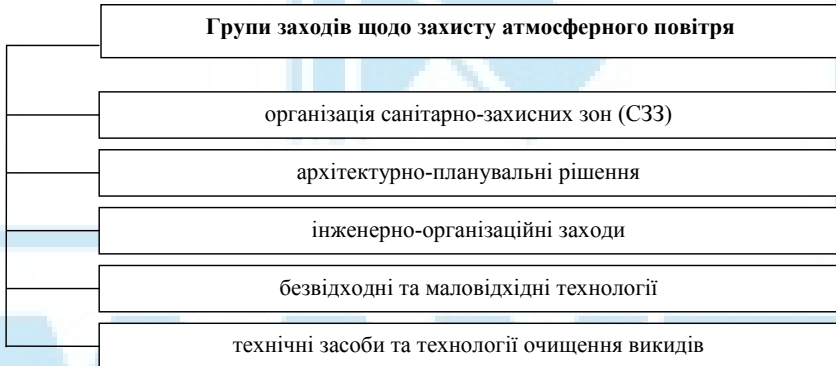 Групи заходів щодо захисту атмосферного повітря
організація санітарно-захисних зон (СЗЗ)
архітектурно-планувальні рішення
інженерно-організаційні заходи
безвідходні та маловідхідні технології
технічні засоби та технології очищення викидів